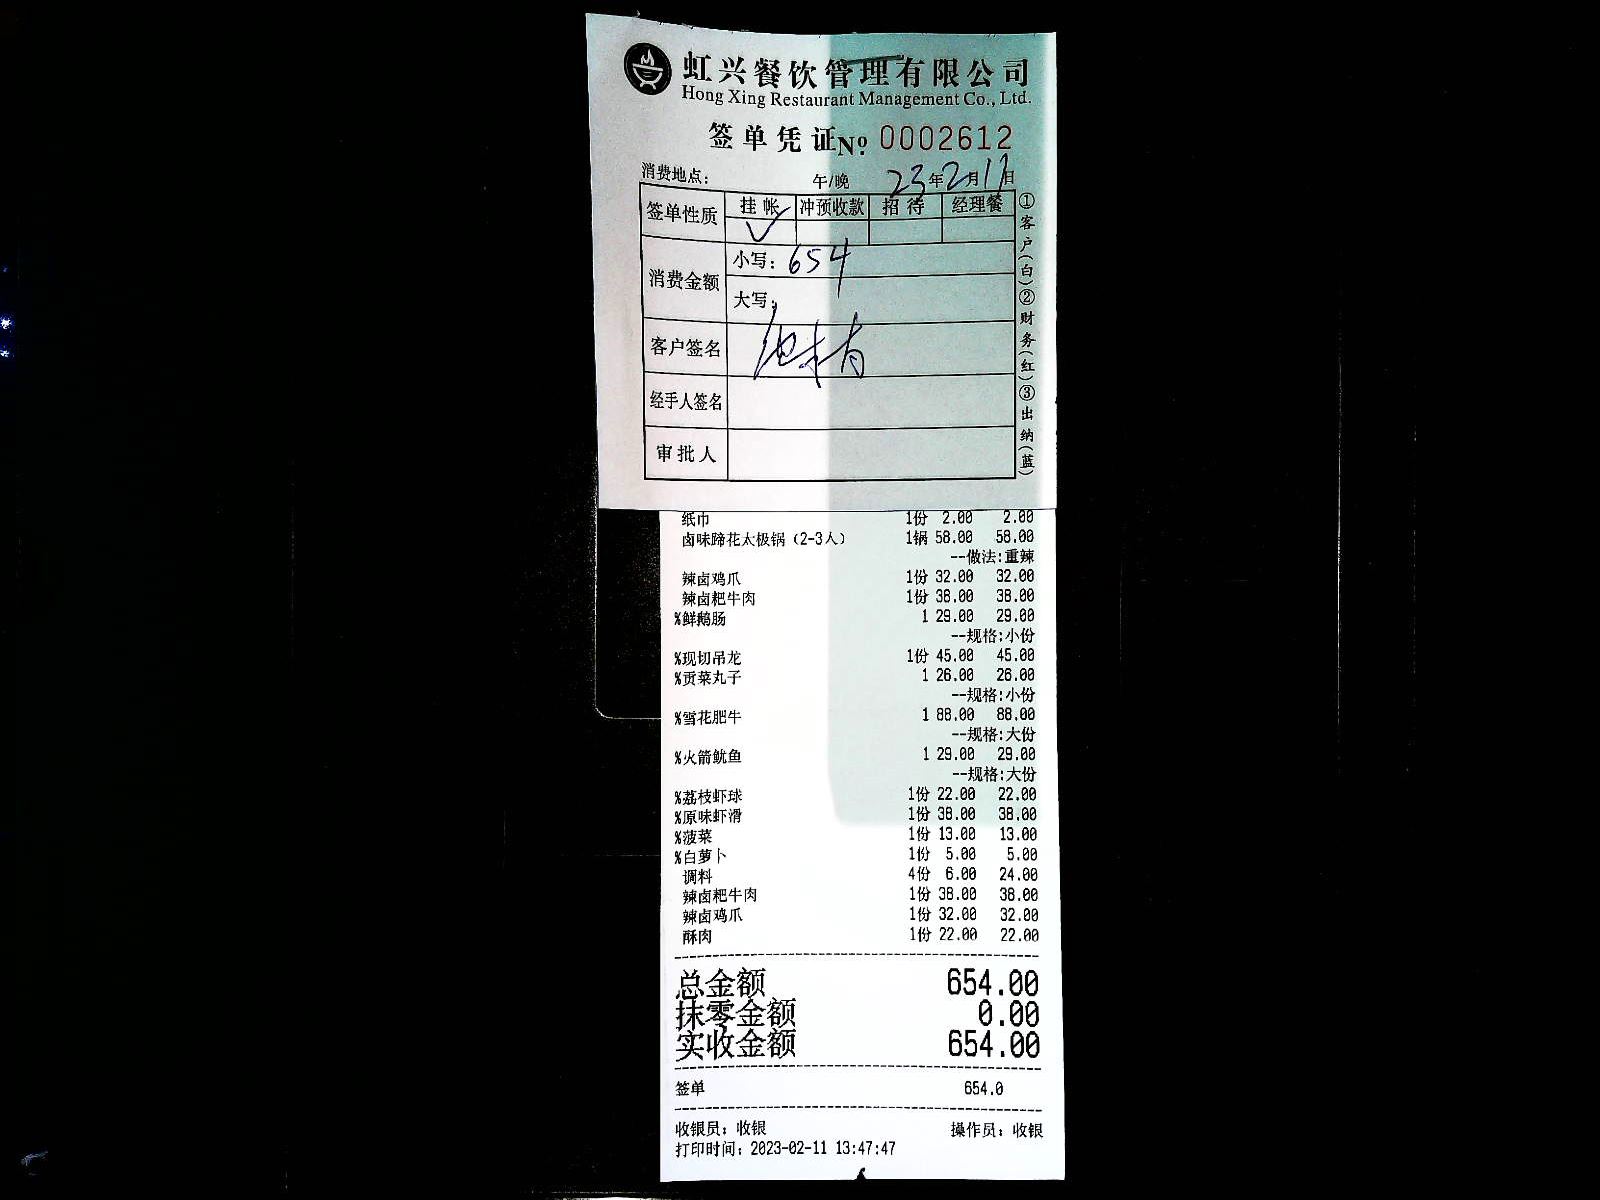 虹兴餐饮管理有限公司
Hong Xing Restaurant Management Co., Ltd.
签单凭证 Nº 0002612
消费地点: 午/晚 23年2月11日
签单性质 挂帐 冲预收款 招待 经理餐
✓
消费金额 小写: 654
大写:
客户签名
经手人签名
审批人
①客户(白)②财务(红)③出纳(蓝)
纸巾 1份 2.00 2.00
卤味蹄花太极锅(2-3人) 1锅 58.00 58.00
--做法:重辣
辣卤鸡爪 1份 32.00 32.00
辣卤粑牛肉 1份 38.00 38.00
%鲜鹅肠 1 29.00 29.00
--规格:小份
%现切吊龙 1份 45.00 45.00
%贡菜丸子 1 26.00 26.00
--规格:小份
%雪花肥牛 1 88.00 88.00
--规格:大份
%火箭鱿鱼 1 29.00 29.00
--规格:大份
%荔枝虾球 1份 22.00 22.00
%原味虾滑 1份 38.00 38.00
%菠菜 1份 13.00 13.00
%白萝卜 1份 5.00 5.00
调料 4份 6.00 24.00
辣卤粑牛肉 1份 38.00 38.00
辣卤鸡爪 1份 32.00 32.00
酥肉 1份 22.00 22.00
总金额 654.00
抹零金额 0.00
实收金额 654.00
签单 654.0
收银员: 收银 操作员: 收银
打印时间: 2023-02-11 13:47:47